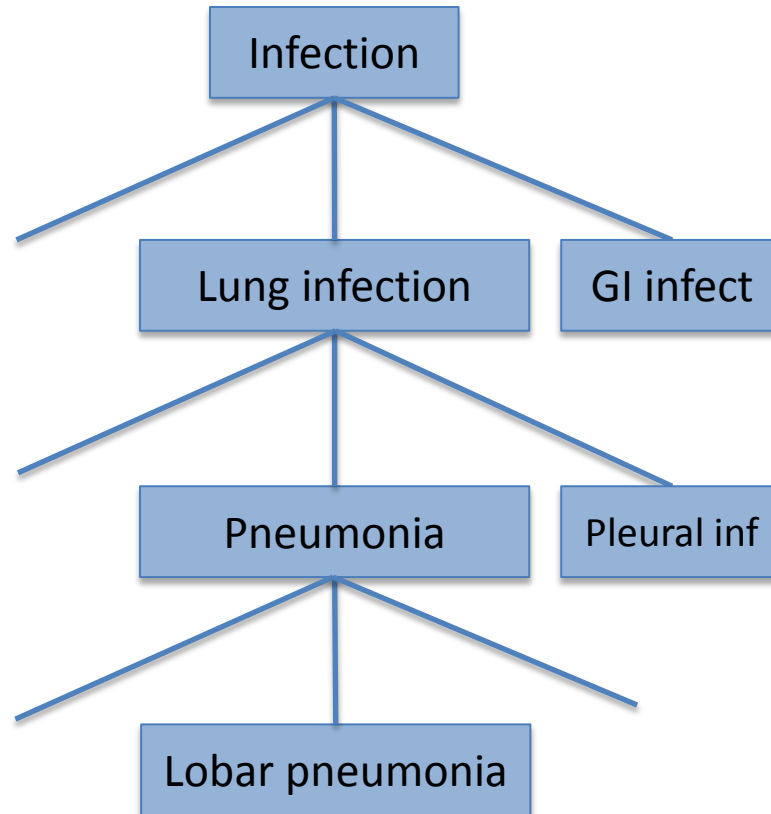 Infection
Lung infection
GI infect
Pneumonia
Pleural inf
Lobar pneumonia